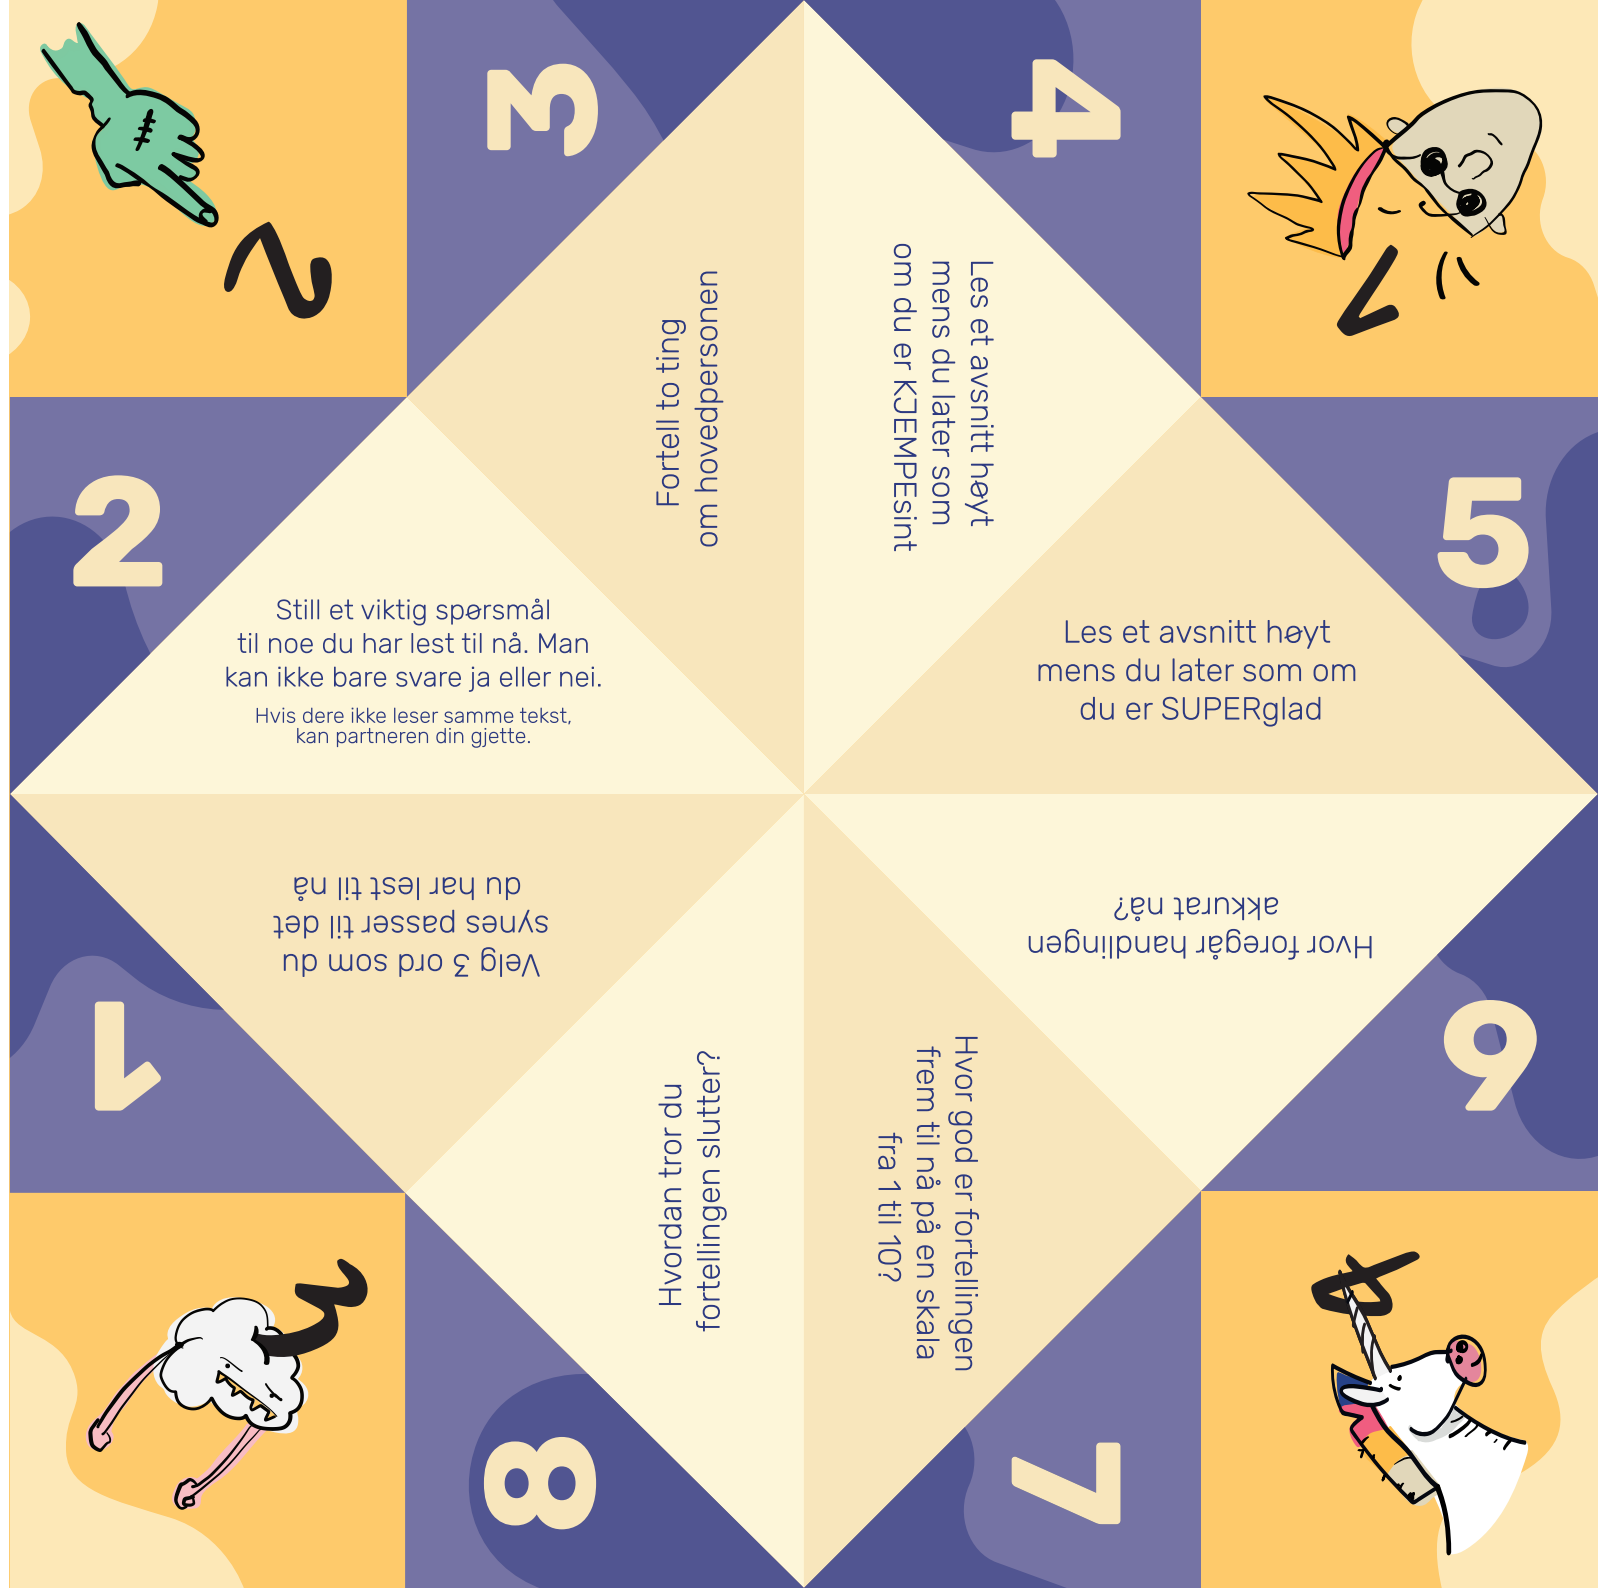 2
3
4
1
2
Fortell to ting
om hovedpersonen
Les et avsnitt høyt
mens du later som
om du er KJEMPEsint
5
Still et viktig spørsmål
til noe du har lest til nå. Man
kan ikke bare svare ja eller nei.
Hvis dere ikke leser samme tekst,
kan partneren din gjette.
Les et avsnitt høyt
mens du later som om
du er SUPERglad
1
Velg 3 ord som du
synes passer til det
du har lest til nå
Hvor foregår handlingen
akkurat nå?
6
Hvordan tror du
fortellingen slutter?
Hvor god er fortellingen
frem til nå på en skala
fra 1 til 10?
3
8
7
4